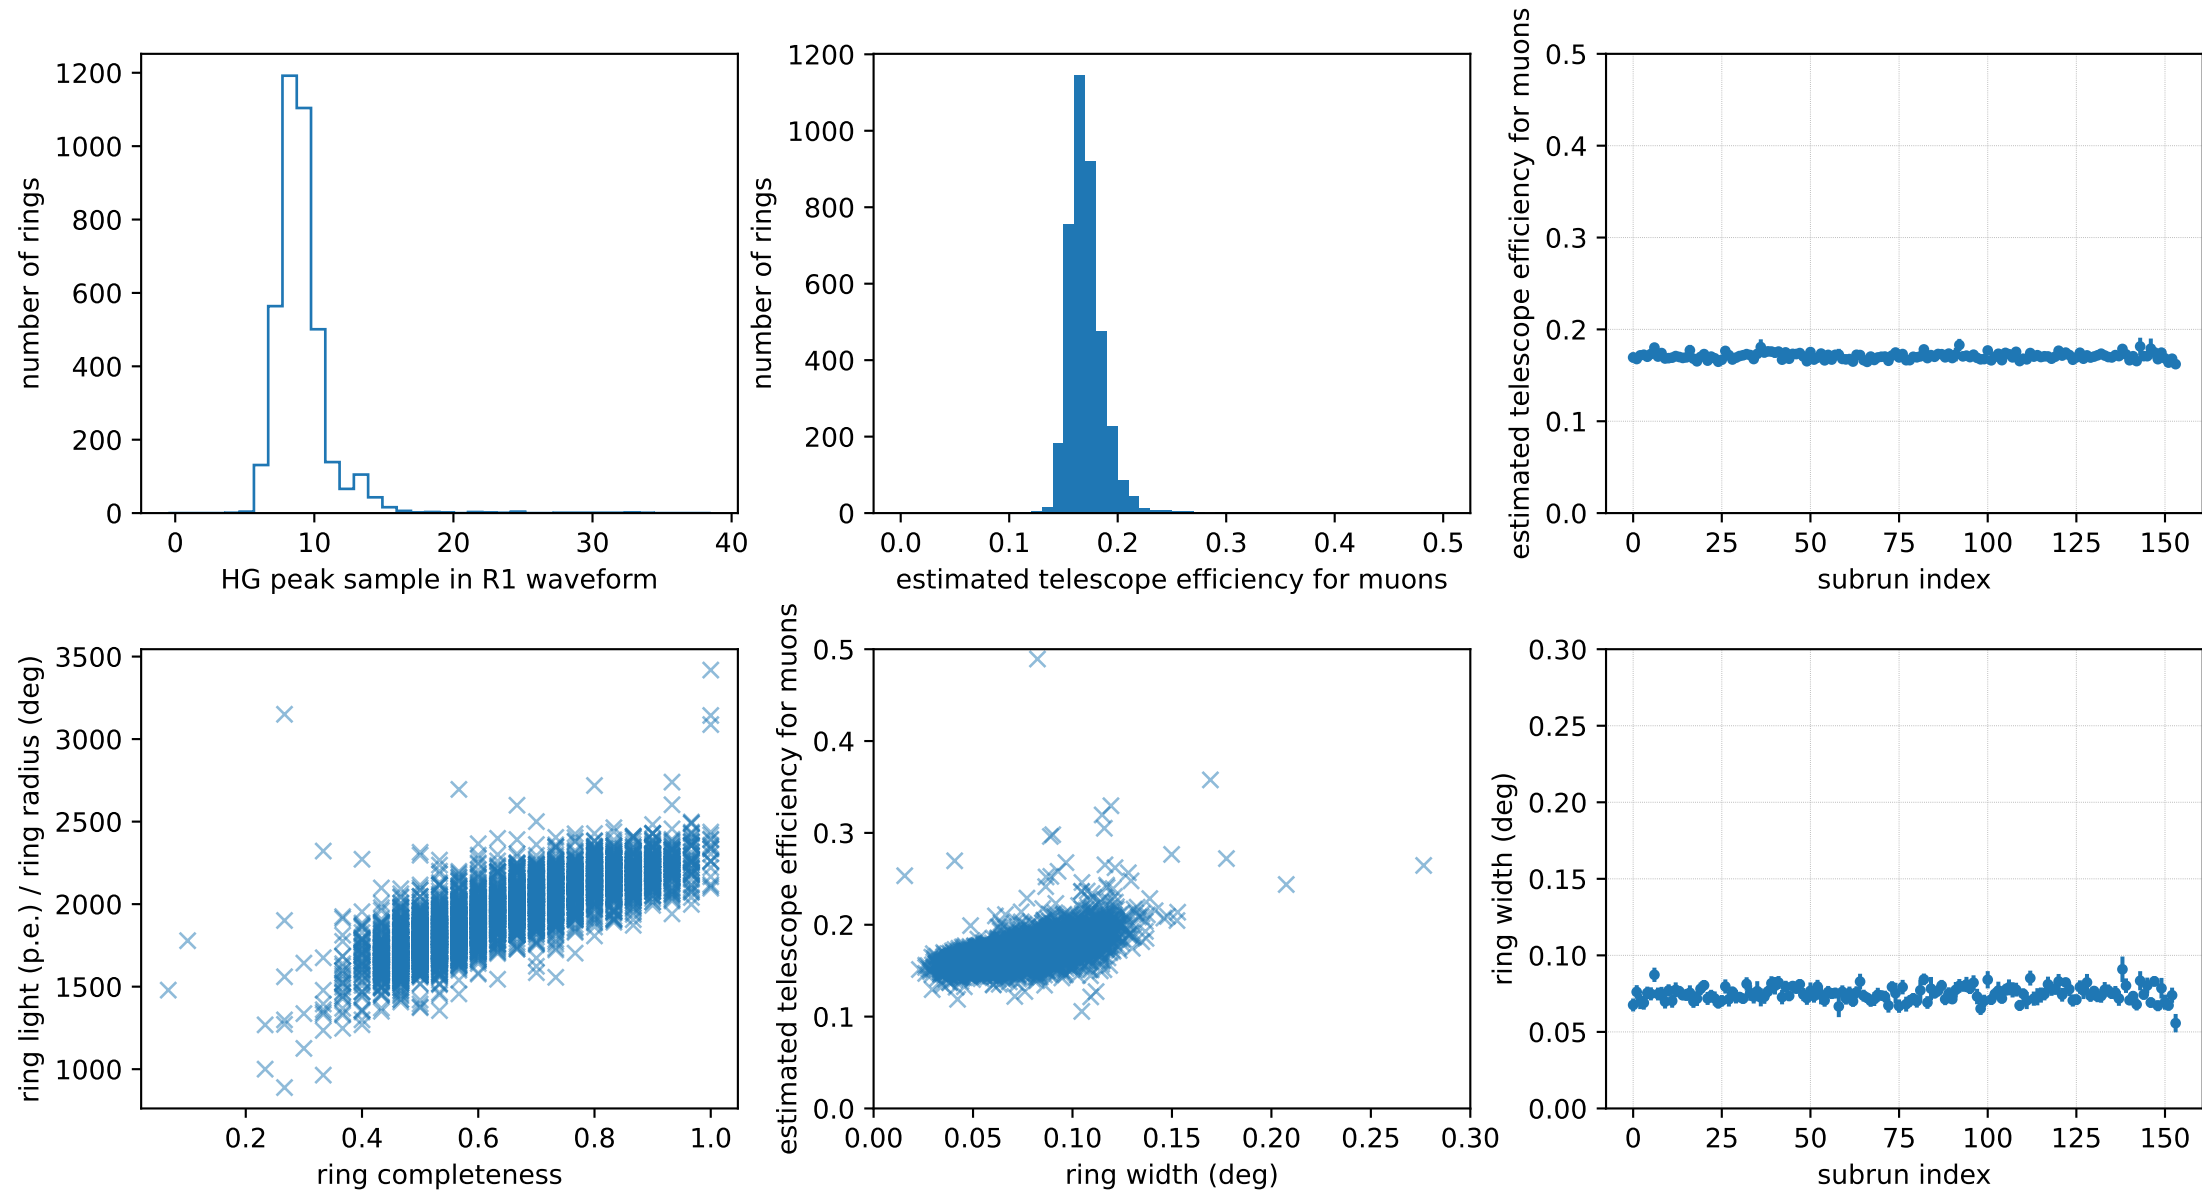 1200
1000
800
600
400
200
0
number of rings
0 10 20 30 40
HG peak sample in R1 waveform
1200
1000
800
600
400
200
0
number of rings
0.0 0.1 0.2 0.3 0.4 0.5
estimated telescope efficiency for muons
0.5
0.4
0.3
0.2
0.1
0.0
estimated telescope efficiency for muons
0 25 50 75 100 125 150
subrun index
3500
3000
2500
2000
1500
1000
ring light (p.e.) / ring radius (deg)
0.2 0.4 0.6 0.8 1.0
ring completeness
0.5
0.4
0.3
0.2
0.1
0.0
estimated telescope efficiency for muons
0.00 0.05 0.10 0.15 0.20 0.25 0.30
ring width (deg)
0.30
0.25
0.20
0.15
0.10
0.05
0.00
ring width (deg)
0 25 50 75 100 125 150
subrun index